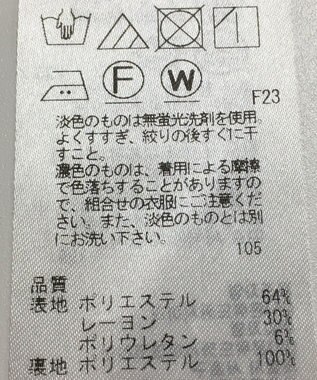 F W F23
淡色のものは無蛍光洗剤を使用、
よくすすぎ、絞りの後すぐに干
すこと。
濃色のものは、着用による摩擦
で色落ちすることがありますの
で、組合せの衣服にご注意くだ
さい。また、淡色のものとは別
にお洗い下さい。
105
品質
表地 ポリエステル 64%
レーヨン 30%
ポリウレタン 6%
裏地 ポリエステル 100%